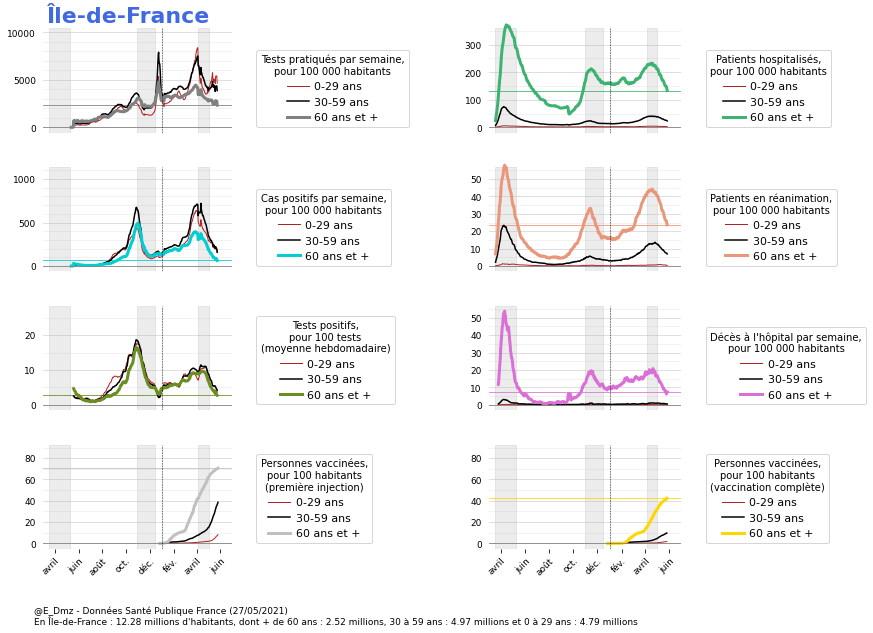 Île-de-France
10000
5000
0
Tests pratiqués par semaine,
pour 100 000 habitants
0-29 ans
30-59 ans
60 ans et +
300
200
100
0
Patients hospitalisés,
pour 100 000 habitants
0-29 ans
30-59 ans
60 ans et +
1000
500
0
Cas positifs par semaine,
pour 100 000 habitants
0-29 ans
30-59 ans
60 ans et +
50
40
30
20
10
0
Patients en réanimation,
pour 100 000 habitants
0-29 ans
30-59 ans
60 ans et +
20
10
0
Tests positifs,
pour 100 tests
(moyenne hebdomadaire)
0-29 ans
30-59 ans
60 ans et +
50
40
30
20
10
0
Décès à l'hôpital par semaine,
pour 100 000 habitants
0-29 ans
30-59 ans
60 ans et +
80
60
40
20
0
avril
juin
août
oct.
déc.
fév.
avril
juin
Personnes vaccinées,
pour 100 habitants
(première injection)
0-29 ans
30-59 ans
60 ans et +
80
60
40
20
0
avril
juin
août
oct.
déc.
fév.
avril
juin
Personnes vaccinées,
pour 100 habitants
(vaccination complète)
0-29 ans
30-59 ans
60 ans et +
@E_Dmz - Données Santé Publique France (27/05/2021)
En Île-de-France : 12.28 millions d'habitants, dont + de 60 ans : 2.52 millions, 30 à 59 ans : 4.97 millions et 0 à 29 ans : 4.79 millions